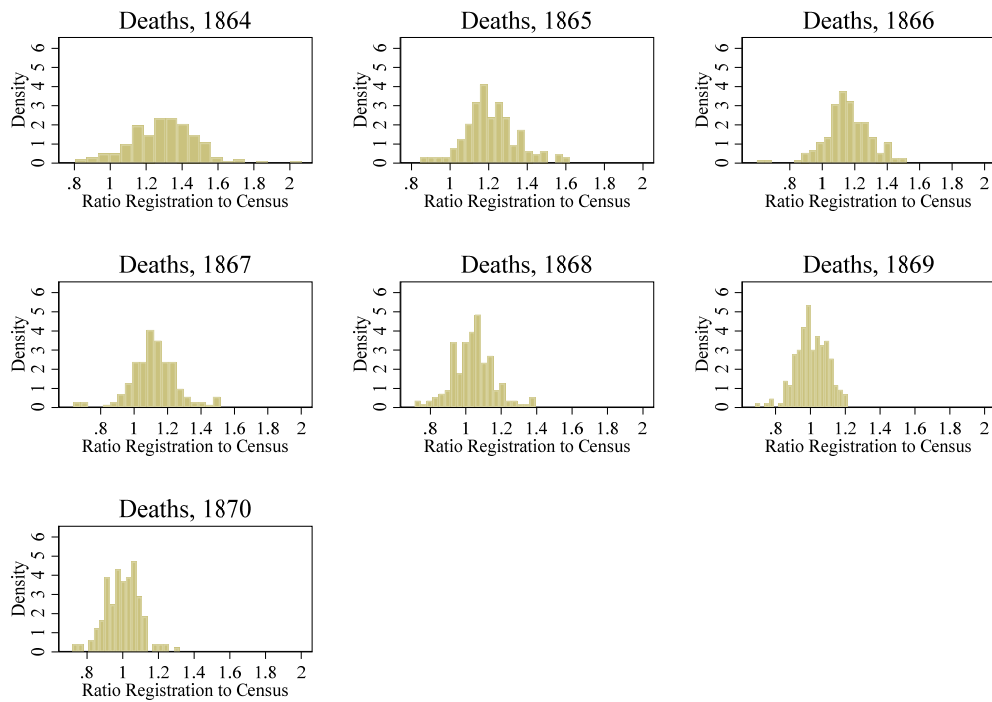 Deaths, 1864
Density
0 1 2 3 4 5 6
.8 1 1.2 1.4 1.6 1.8 2
Ratio Registration to Census
Deaths, 1865
Density
0 1 2 3 4 5 6
.8 1 1.2 1.4 1.6 1.8 2
Ratio Registration to Census
Deaths, 1866
Density
0 1 2 3 4 5 6
.8 1 1.2 1.4 1.6 1.8 2
Ratio Registration to Census
Deaths, 1867
Density
0 1 2 3 4 5 6
.8 1 1.2 1.4 1.6 1.8 2
Ratio Registration to Census
Deaths, 1868
Density
0 1 2 3 4 5 6
.8 1 1.2 1.4 1.6 1.8 2
Ratio Registration to Census
Deaths, 1869
Density
0 1 2 3 4 5 6
.8 1 1.2 1.4 1.6 1.8 2
Ratio Registration to Census
Deaths, 1870
Density
0 1 2 3 4 5 6
.8 1 1.2 1.4 1.6 1.8 2
Ratio Registration to Census